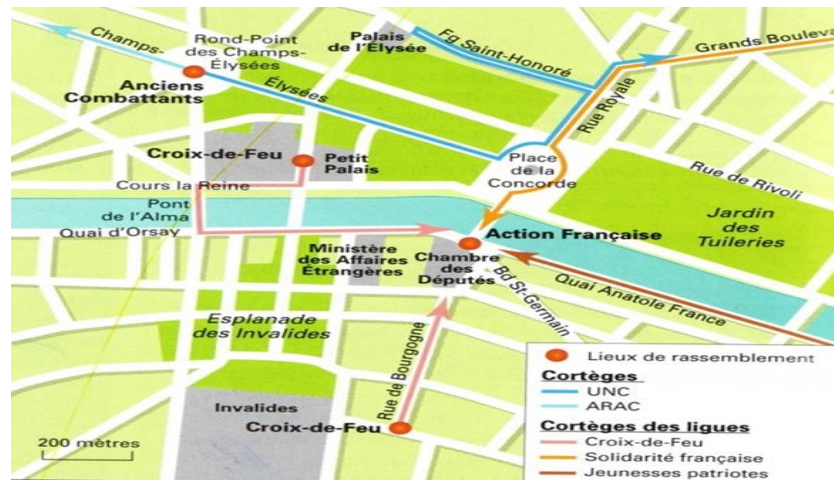 Champs-
Rond-Point
des Champs-
Élysées
Palais
de l'Élysée
Fg Saint-Honoré
Grands Bouleva
Anciens
Combattants
Élysées
Rue Royale
Croix-de-Feu
Petit
Palais
Place
de la
Concorde
Rue de Rivoli
Cours la Reine
Pont
de l'Alma
Quai d'Orsay
Jardin
des
Tuileries
Action Française
Ministère
des Affaires
Étrangères
Chambre
des
Députés
Bd St-Germain
Quai Anatole France
Esplanade
des Invalides
Rue de Bourgogne
Invalides
Croix-de-Feu
200 mètres
Lieux de rassemblement
Cortèges
UNC
ARAC
Cortèges des ligues
Croix-de-Feu
Solidarité française
Jeunesses patriotes